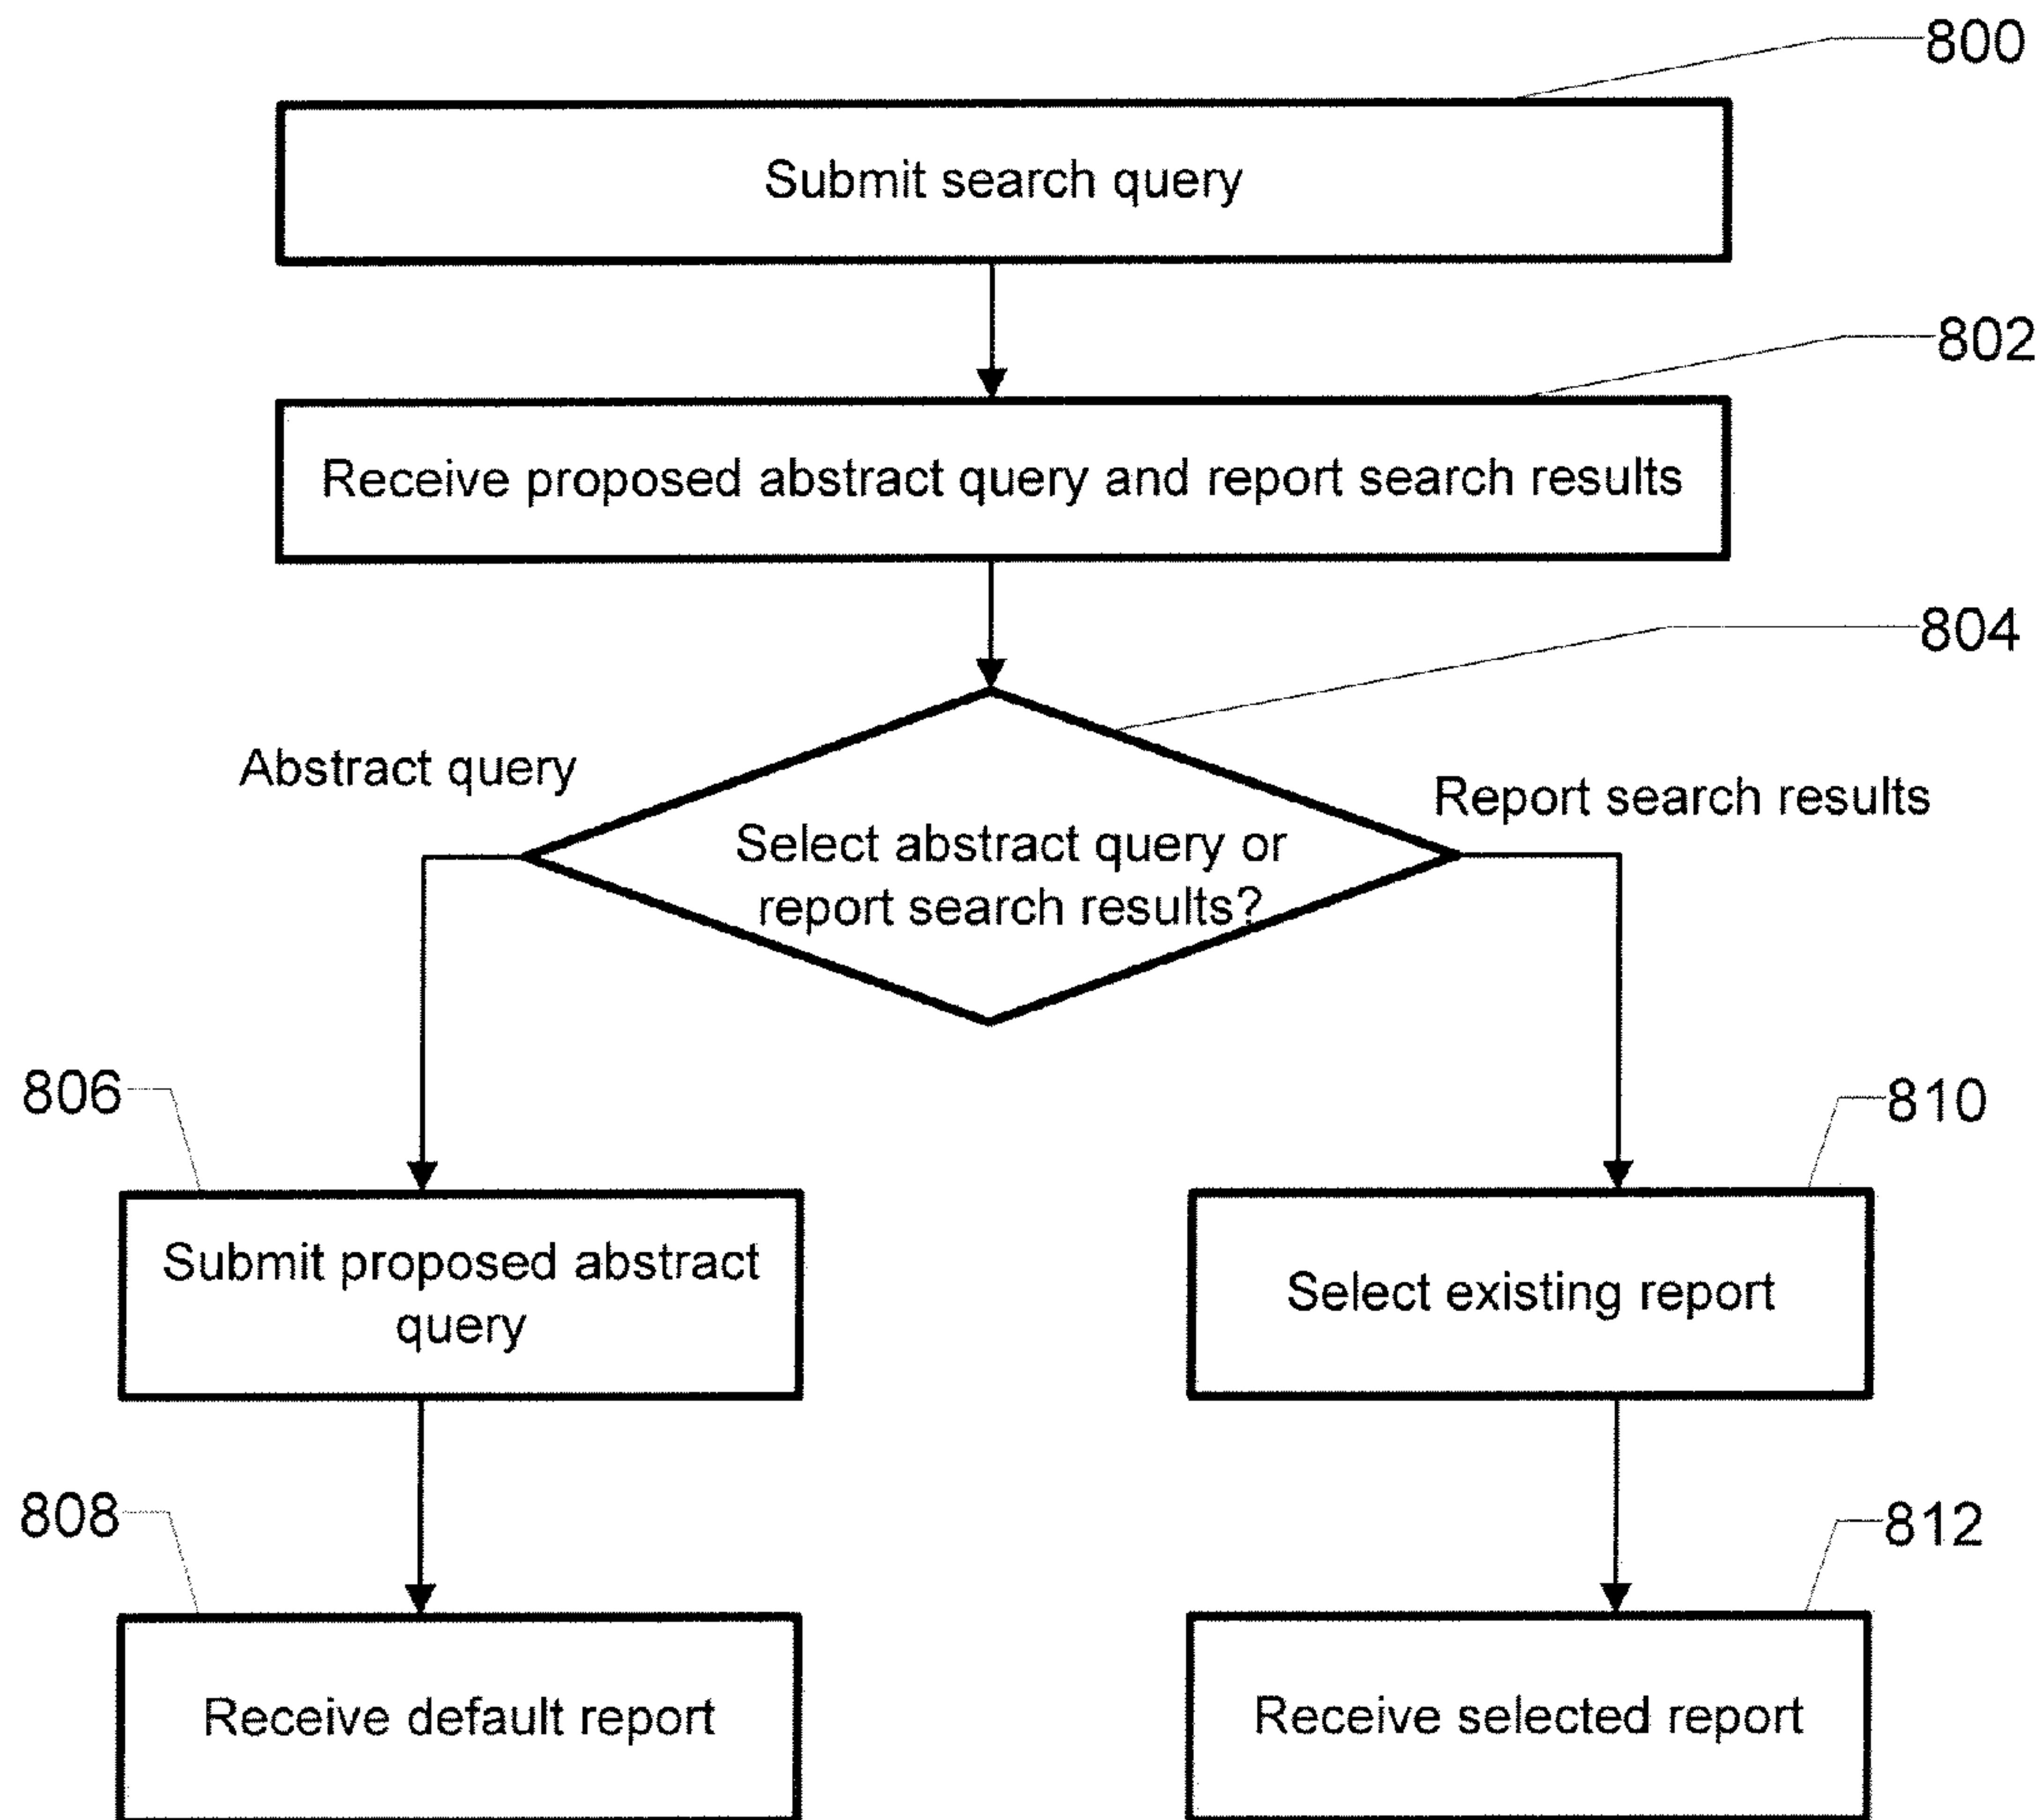 800
Submit search query
802
Receive proposed abstract query and report search results
804
Abstract query
Report search results
Select abstract query or
report search results?
806
810
Submit proposed abstract
query
Select existing report
808
812
Receive default report
Receive selected report